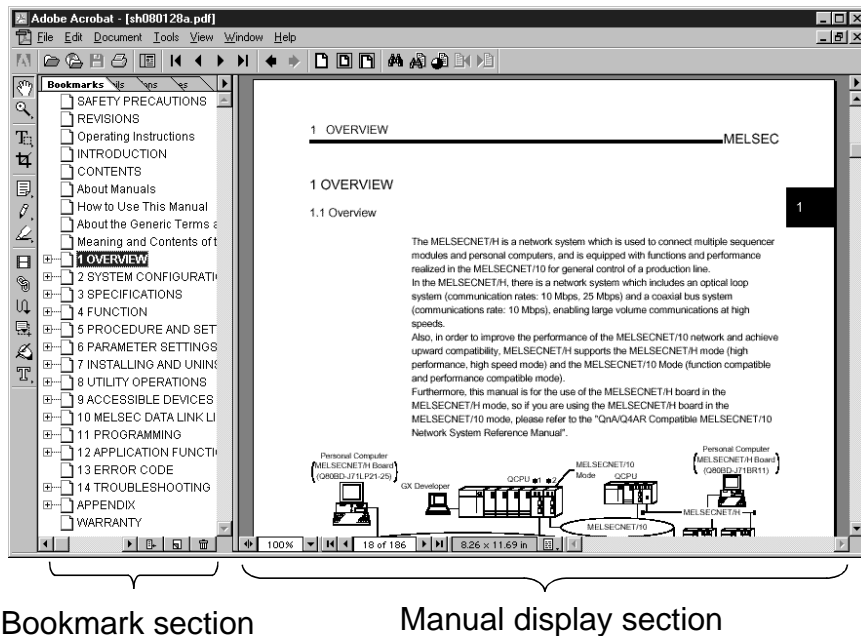 Adobe Acrobat - [sh080128a.pdf]
File Edit Document Tools View Window Help
Bookmarks
SAFETY PRECAUTIONS
REVISIONS
Operating Instructions
INTRODUCTION
CONTENTS
About Manuals
How to Use This Manual
About the Generic Terms a
Meaning and Contents of t
1 OVERVIEW
2 SYSTEM CONFIGURATI
3 SPECIFICATIONS
4 FUNCTION
5 PROCEDURE AND SET
6 PARAMETER SETTINGS
7 INSTALLING AND UNINS
8 UTILITY OPERATIONS
9 ACCESSIBLE DEVICES
10 MELSEC DATA LINK LI
11 PROGRAMMING
12 APPLICATION FUNCTI
13 ERROR CODE
14 TROUBLESHOOTING
APPENDIX
WARRANTY
1 OVERVIEW
MELSEC
1 OVERVIEW
1
1.1 Overview
The MELSECNET/H is a network system which is used to connect multiple sequencer
modules and personal computers, and is equipped with functions and performance
realized in the MELSECNET/10 for general control of a production line.
In the MELSECNET/H, there is a network system which includes an optical loop
system (communication rates: 10 Mbps, 25 Mbps) and a coaxial bus system
(communications rate: 10 Mbps), enabling large volume communications at high
speeds.
Also, in order to improve the performance of the MELSECNET/10 network and achieve
upward compatibility, MELSECNET/H supports the MELSECNET/H mode (high
performance, high speed mode) and the MELSECNET/10 Mode (function compatible
and performance compatible mode).
Furthermore, this manual is for the use of the MELSECNET/H board in the
MELSECNET/H mode, so if you are using the MELSECNET/H board in the
MELSECNET/10 mode, please refer to the "QnA/Q4AR Compatible MELSECNET/10
Network System Reference Manual".
Personal Computer
MELSECNET/H Board
(Q80BD-J71LP21-25)
GX Developer
QCPU *1 *2
MELSECNET/10
Mode
QCPU
Personal Computer
MELSECNET/H Board
(Q80BD-J71BR11)
MELSECNET/H
MELSECNET/10
100%
18 of 186
8.26 x 11.69 in
Bookmark section
Manual display section